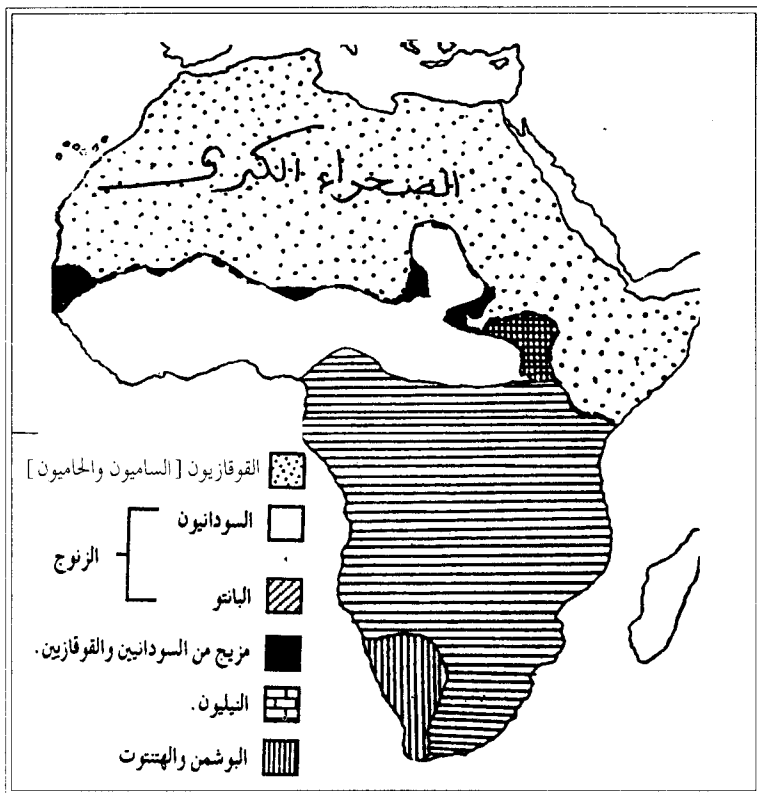 الصحراء الكبرى
القوقازيون [الساميون والحاميون]
السودانيون
الزنوج
البانتو
مزيج من السودانيين والقوقازيين.
النيليون.
البوشمن والهتنتوت